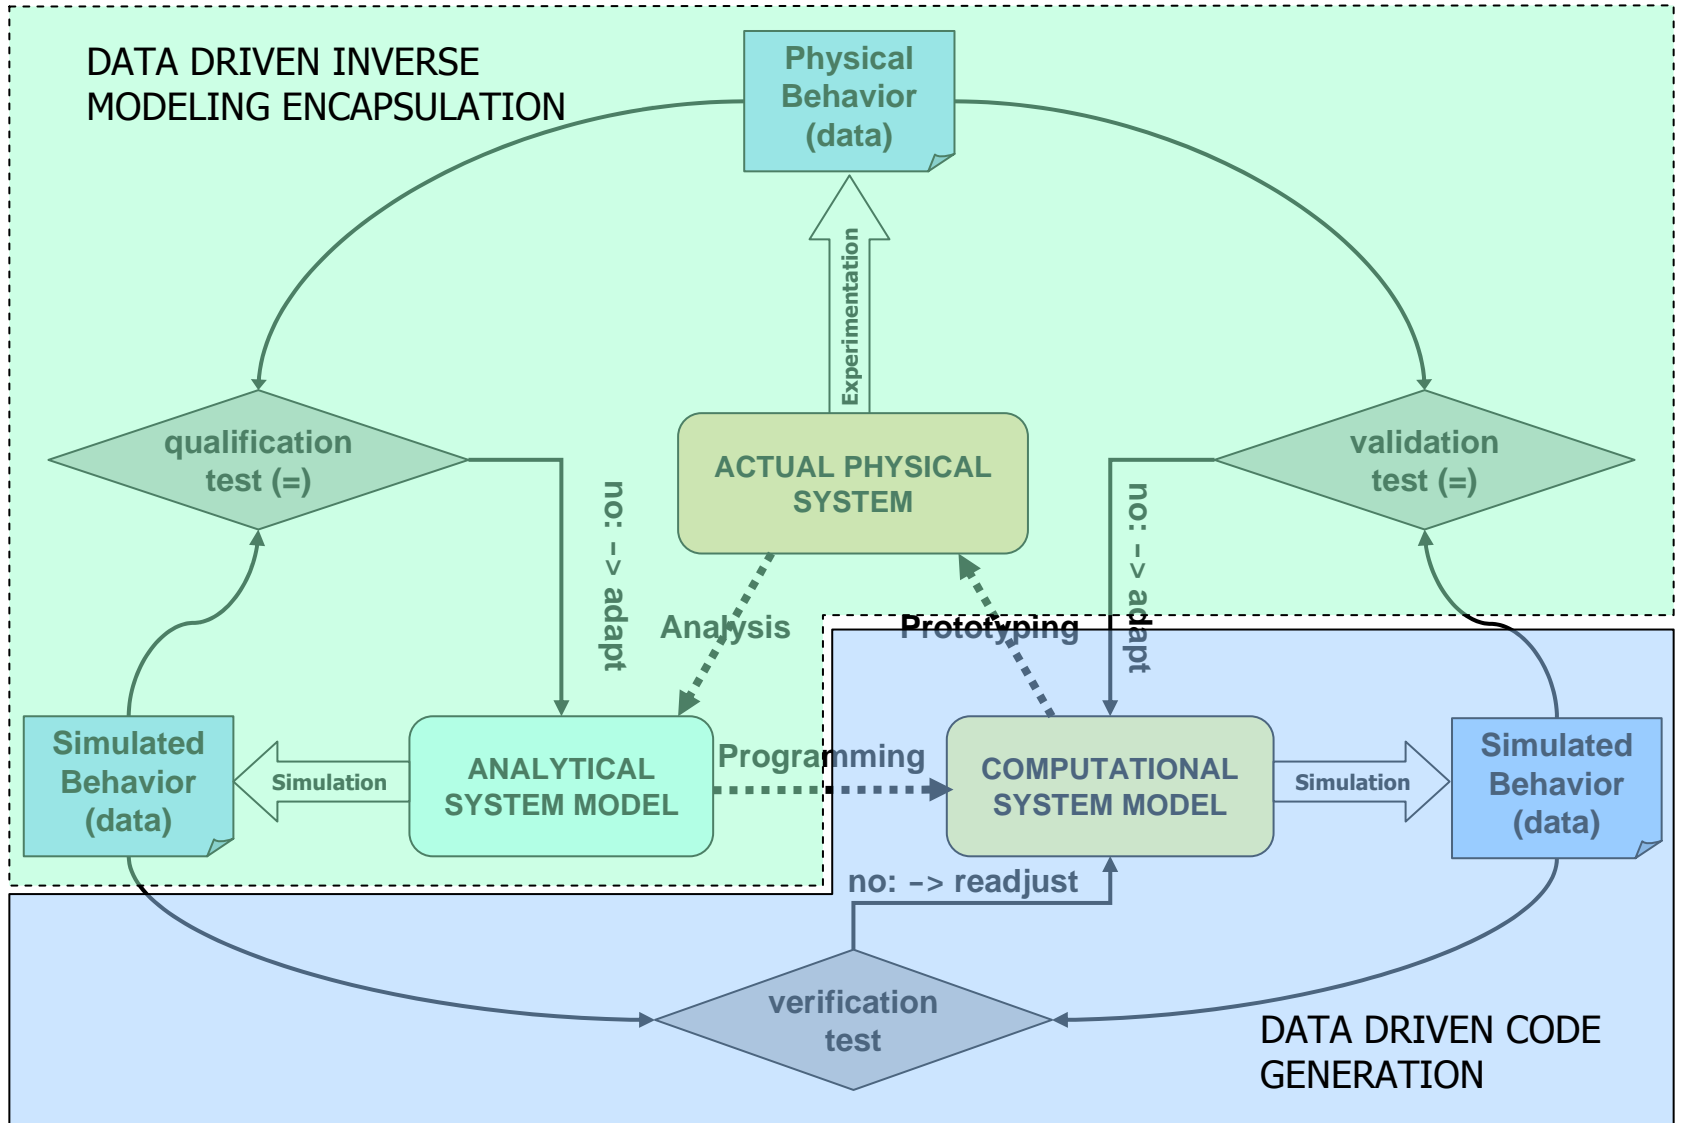 DATA DRIVEN INVERSE
MODELING ENCAPSULATION
Physical
Behavior
(data)
Experimentation
qualification
test (=)
ACTUAL PHYSICAL
SYSTEM
validation
test (=)
no: -> adapt
no: -> adapt
Analysis
Prototyping
Simulated
Behavior
(data)
Simulation
ANALYTICAL
SYSTEM MODEL
Programming
COMPUTATIONAL
SYSTEM MODEL
Simulation
Simulated
Behavior
(data)
no: -> readjust
verification
test
DATA DRIVEN CODE
GENERATION